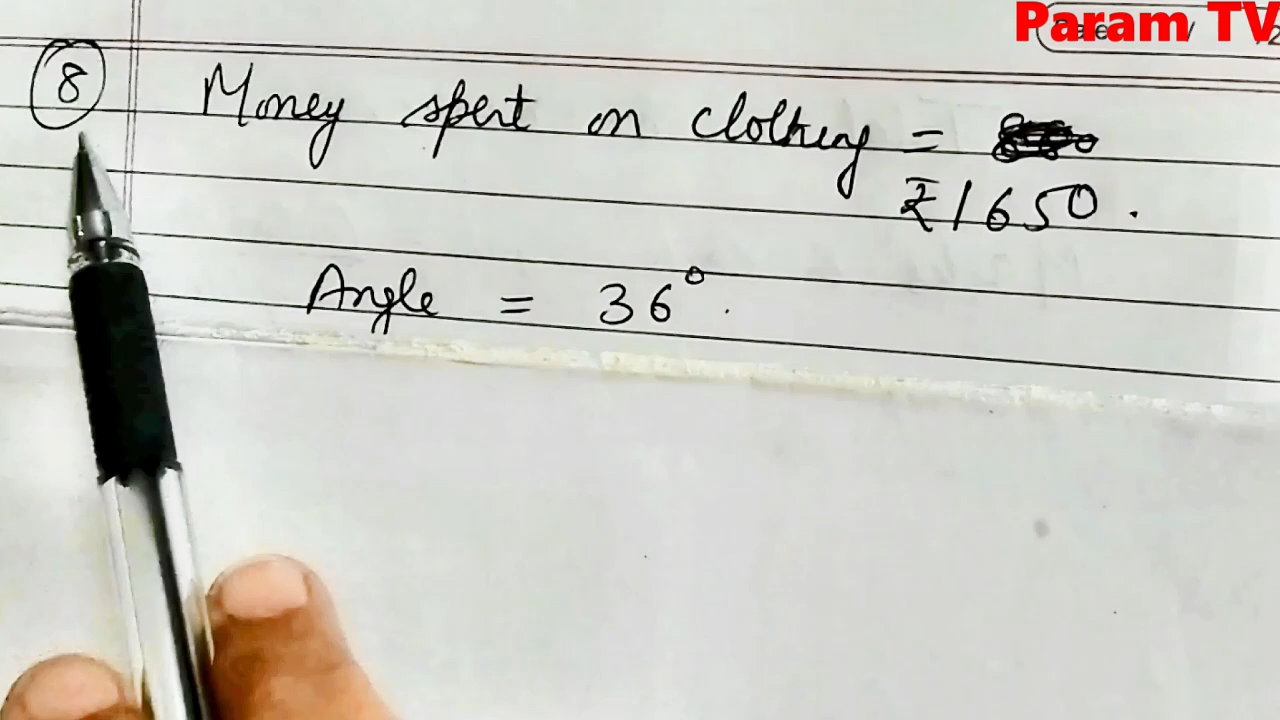 Param TV
8 Money spent on clothing =
₹1650.
Angle = 36°.